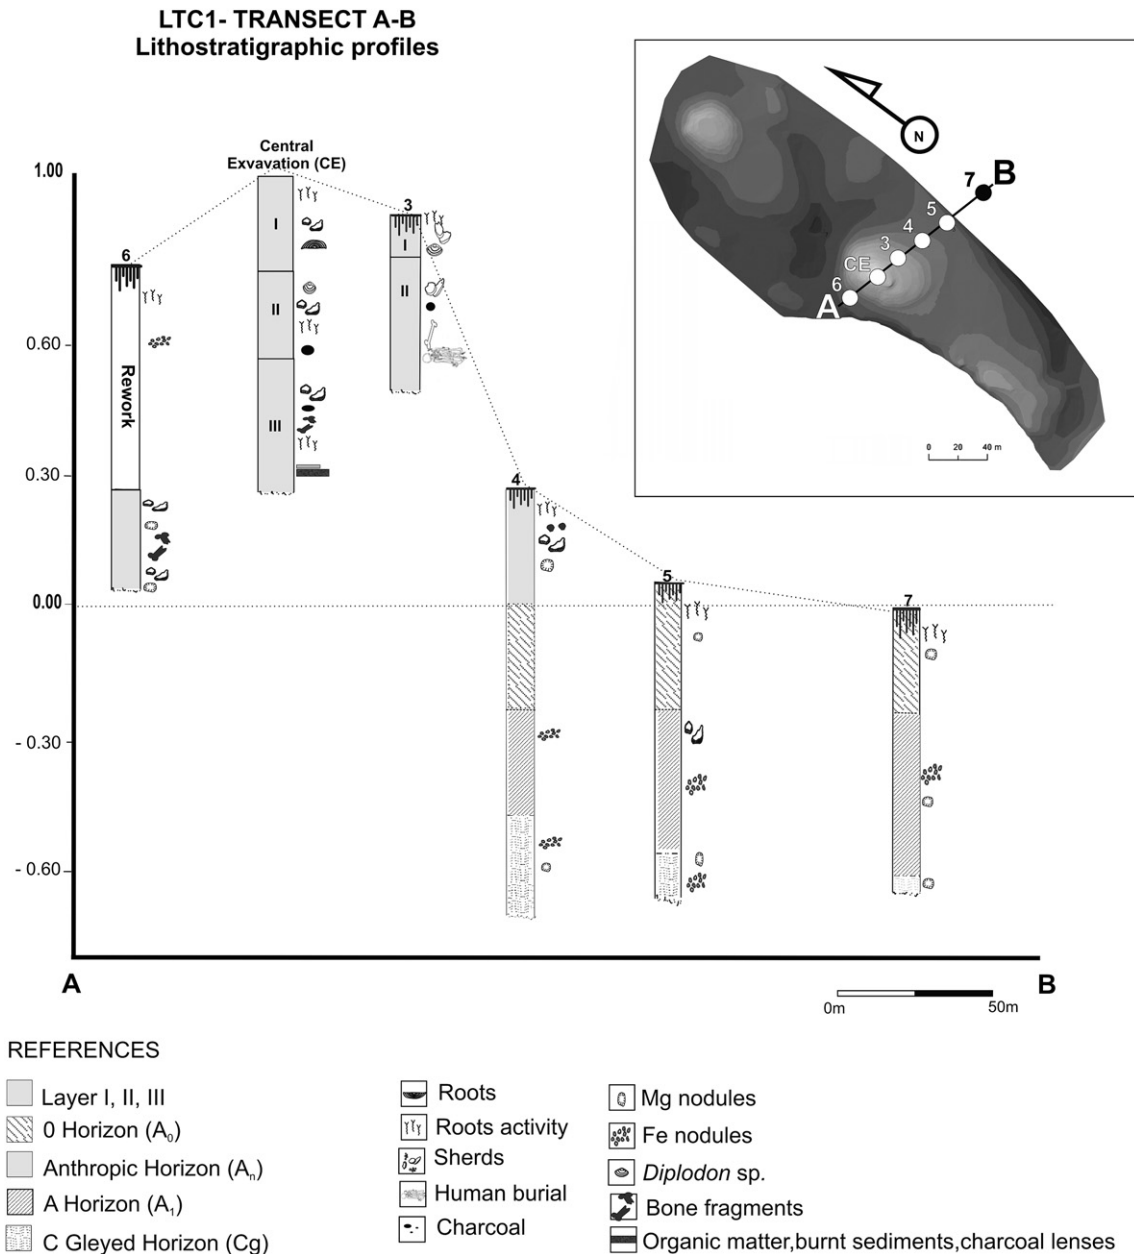 LTC1- TRANSECT A-B
Lithostratigraphic profiles
N
B
7
5
4
3
CE
6
A
0 20 40 m
Central
Exvavation (CE)
1.00
0.60
0.30
0.00
- 0.30
- 0.60
6
Rework
I
II
III
3
I
II
4
5
7
A
B
0m 50m
REFERENCES
Layer I, II, III
0 Horizon (A₀)
Anthropic Horizon (Aₙ)
A Horizon (A₁)
C Gleyed Horizon (Cg)
Roots
Roots activity
Sherds
Human burial
Charcoal
Mg nodules
Fe nodules
Diplodon sp.
Bone fragments
Organic matter,burnt sediments,charcoal lenses